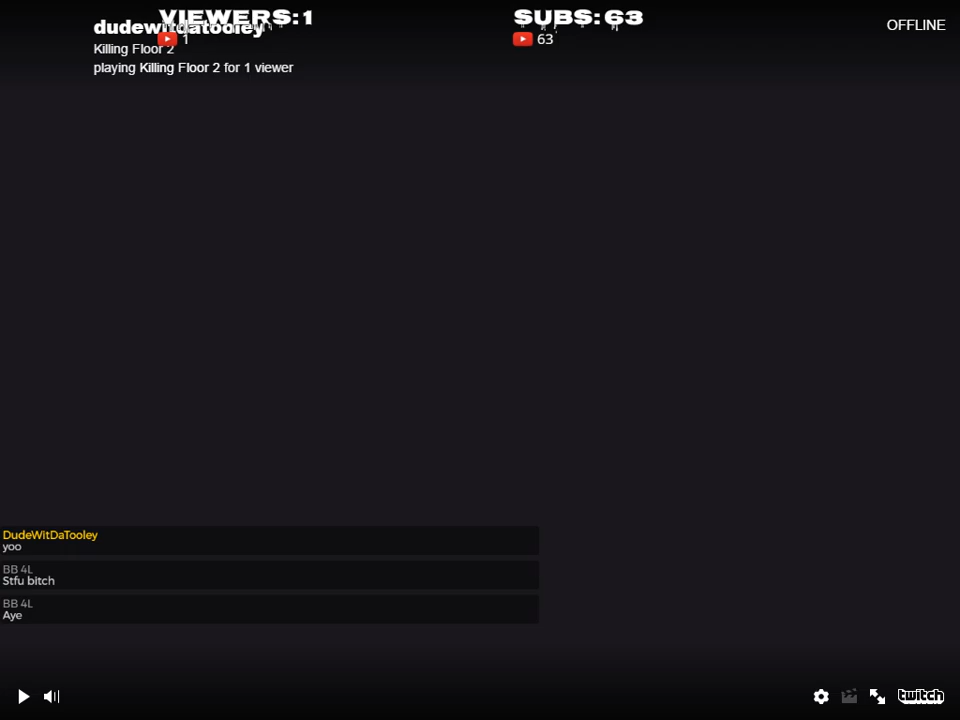 VIEWERS:1
SUBS:63
dudewitdatooley
OFFLINE
1
63
Killing Floor 2
playing Killing Floor 2 for 1 viewer
DudeWitDaTooley
yoo
BB 4L
Stfu bitch
BB 4L
Aye
twitch